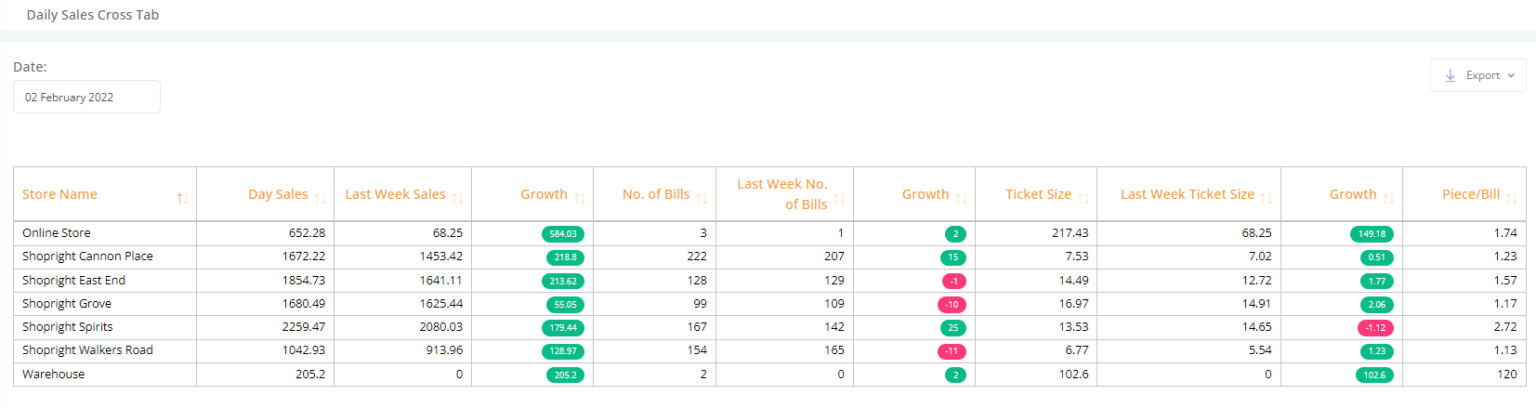 Daily Sales Cross Tab
Date:
02 February 2022
Export
Store Name Day Sales Last Week Sales Growth No. of Bills Last Week No. of Bills Growth Ticket Size Last Week Ticket Size Growth Piece/Bill
Online Store 652.28 68.25 584.03 3 1 2 217.43 68.25 149.18 1.74
Shopright Cannon Place 1672.22 1453.42 218.8 222 207 15 7.53 7.02 0.51 1.23
Shopright East End 1854.73 1641.11 213.62 128 129 -1 14.49 12.72 1.77 1.57
Shopright Grove 1680.49 1625.44 55.05 99 109 -10 16.97 14.91 2.06 1.17
Shopright Spirits 2259.47 2080.03 179.44 167 142 25 13.53 14.65 -1.12 2.72
Shopright Walkers Road 1042.93 913.96 128.97 154 165 -11 6.77 5.54 1.23 1.13
Warehouse 205.2 0 205.2 2 0 2 102.6 0 102.6 120